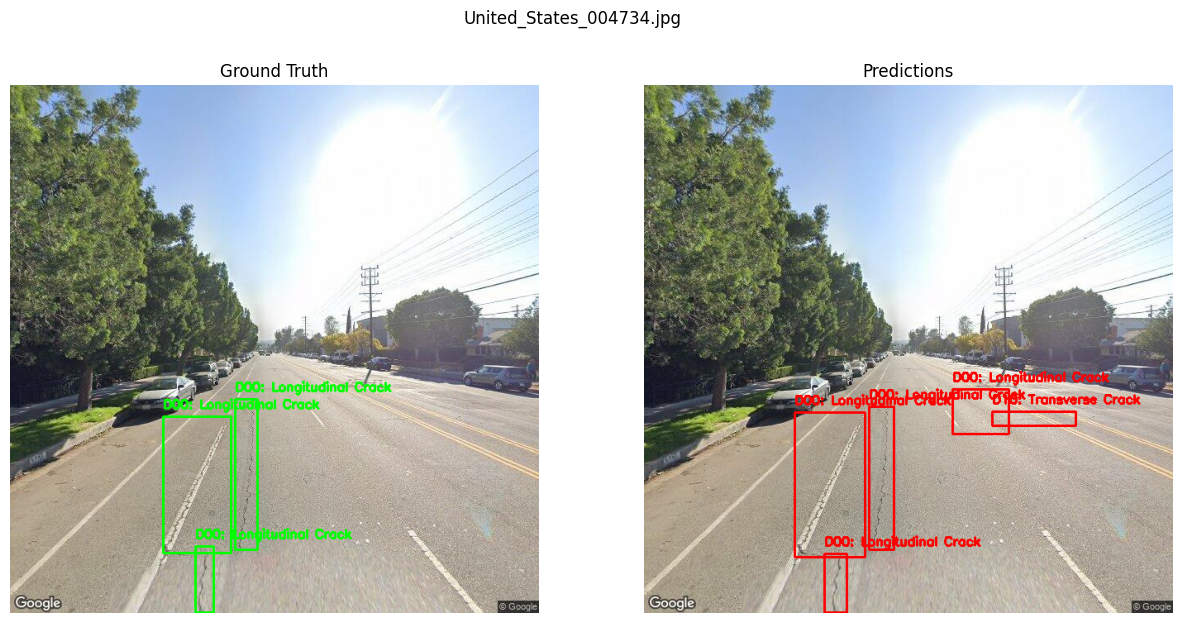 United_States_004734.jpg
Ground Truth
Predictions
D00: Longitudinal Crack
D00: Longitudinal Crack
D00: Longitudinal Crack
Google
© Google
D00: Longitudinal Crack
D10: Transverse Crack
D00: Longitudinal Crack
D00: Longitudinal Crack
D00: Longitudinal Crack
Google
© Google